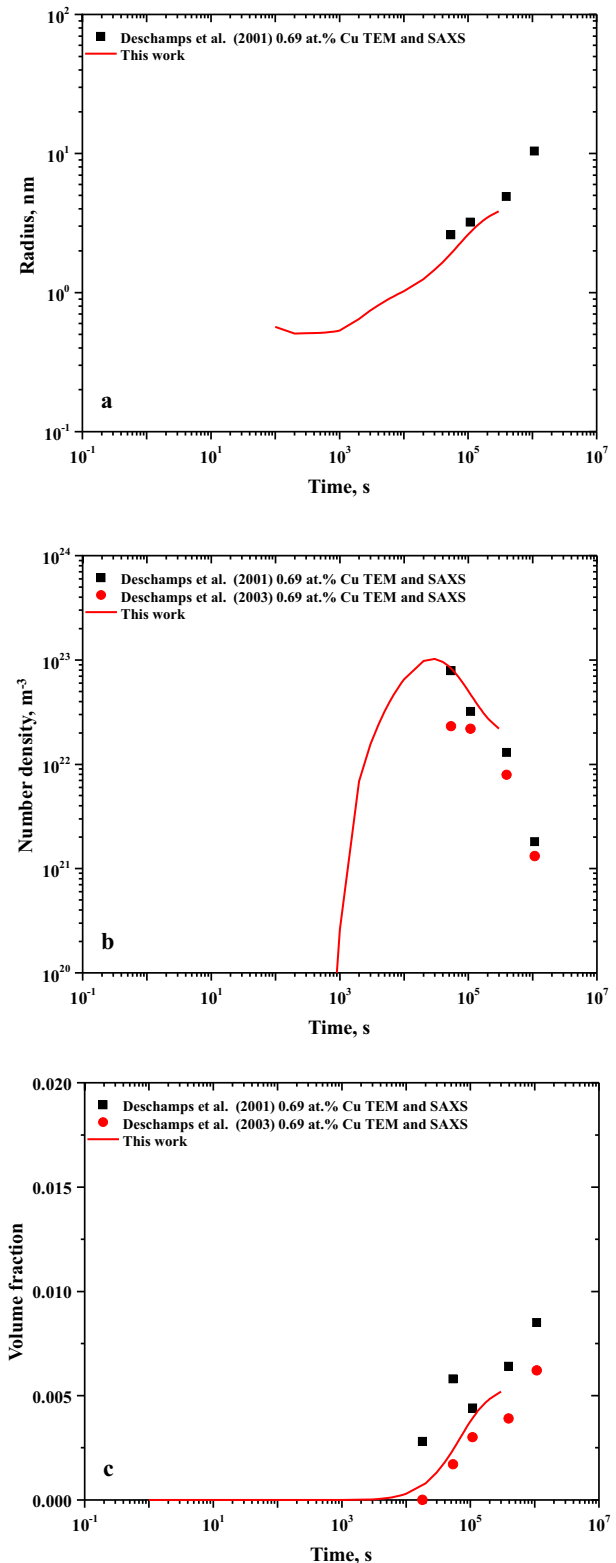 10^2
Deschamps et al. (2001) 0.69 at.% Cu TEM and SAXS
This work
10^1
Radius, nm
10^0
a
10^-1
10^-1 10^1 10^3 10^5 10^7
Time, s
10^24
Deschamps et al. (2001) 0.69 at.% Cu TEM and SAXS
Deschamps et al. (2003) 0.69 at.% Cu TEM and SAXS
This work
10^23
Number density, m^-3
10^22
10^21
b
10^20
10^-1 10^1 10^3 10^5 10^7
Time, s
0.020
Deschamps et al. (2001) 0.69 at.% Cu TEM and SAXS
Deschamps et al. (2003) 0.69 at.% Cu TEM and SAXS
This work
0.015
Volume fraction
0.010
0.005
c
0.000
10^-1 10^1 10^3 10^5 10^7
Time, s